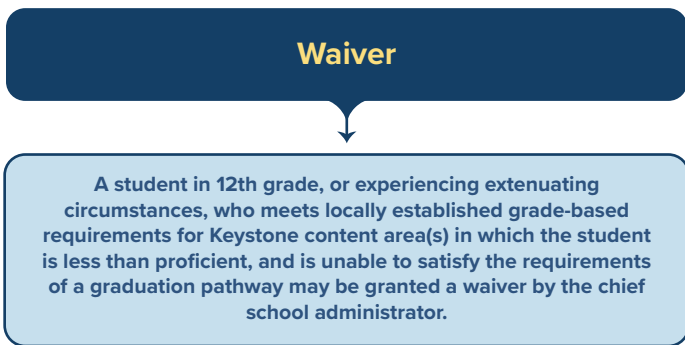 Waiver
A student in 12th grade, or experiencing extenuating
circumstances, who meets locally established grade-based
requirements for Keystone content area(s) in which the student
is less than proficient, and is unable to satisfy the requirements
of a graduation pathway may be granted a waiver by the chief
school administrator.